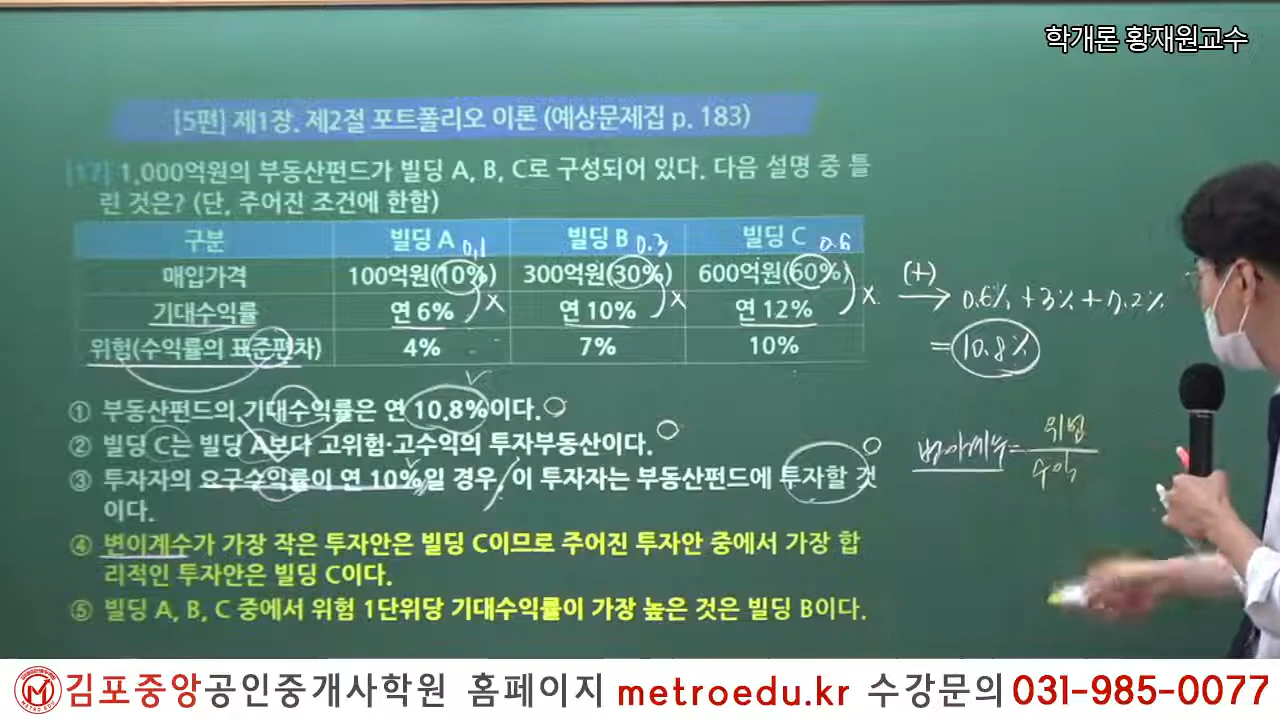 학개론 황재원교수
[5편] 제1장. 제2절 포트폴리오 이론 (예상문제집 p. 183)
[17] 1,000억원의 부동산펀드가 빌딩 A, B, C로 구성되어 있다. 다음 설명 중 틀
린 것은? (단, 주어진 조건에 한함)
구분 빌딩 A 0.1 빌딩 B 0.3 빌딩 C 0.6
매입가격 100억원(10%) 300억원(30%) 600억원(60%)
기대수익률 연 6% x 연 10% x 연 12% x
위험(수익률의 표준편차) 4% 7% 10%
(+)
0.6% + 3% + 7.2%
= 10.8%
① 부동산펀드의 기대수익률은 연 10.8%이다.
② 빌딩 C는 빌딩 A보다 고위험·고수익의 투자부동산이다.
③ 투자자의 요구수익률이 연 10%일 경우, 이 투자자는 부동산펀드에 투자할 것
이다.
변이계수 = 위험
수익
④ 변이계수가 가장 작은 투자안은 빌딩 C이므로 주어진 투자안 중에서 가장 합
리적인 투자안은 빌딩 C이다.
⑤ 빌딩 A, B, C 중에서 위험 1단위당 기대수익률이 가장 높은 것은 빌딩 B이다.
METRO EDU
김포중앙공인중개사학원 홈페이지 metroedu.kr 수강문의 031-985-0077